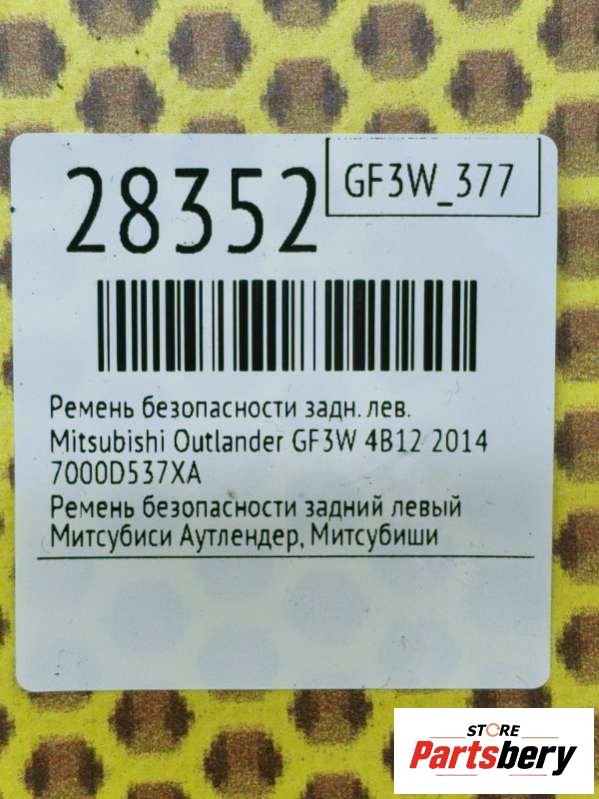 28352
GF3W_377
Ремень безопасности задн. лев.
Mitsubishi Outlander GF3W 4B12 2014
7000D537XA
Ремень безопасности задний левый
Митсубиси Аутлендер, Митсубиши
STORE
Partsbery